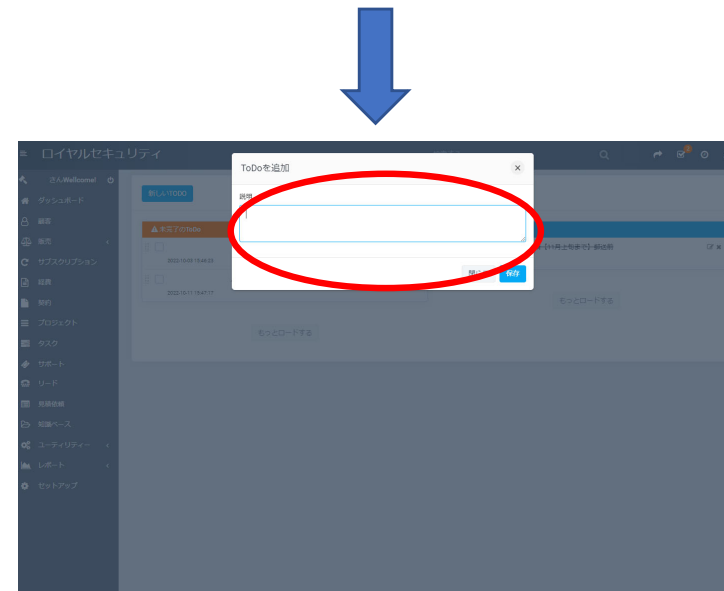 ロイヤルセキュリティ
さんWellcome!
ダッシュボード
顧客
販売
サブスクリプション
経費
契約
プロジェクト
タスク
サポート
リード
見積依頼
知識ベース
ユーティリティー
レポート
セットアップ
新しいTODO
未完了のToDo
もっとロードする
ToDoを追加
×
説明
保存
もっとロードする